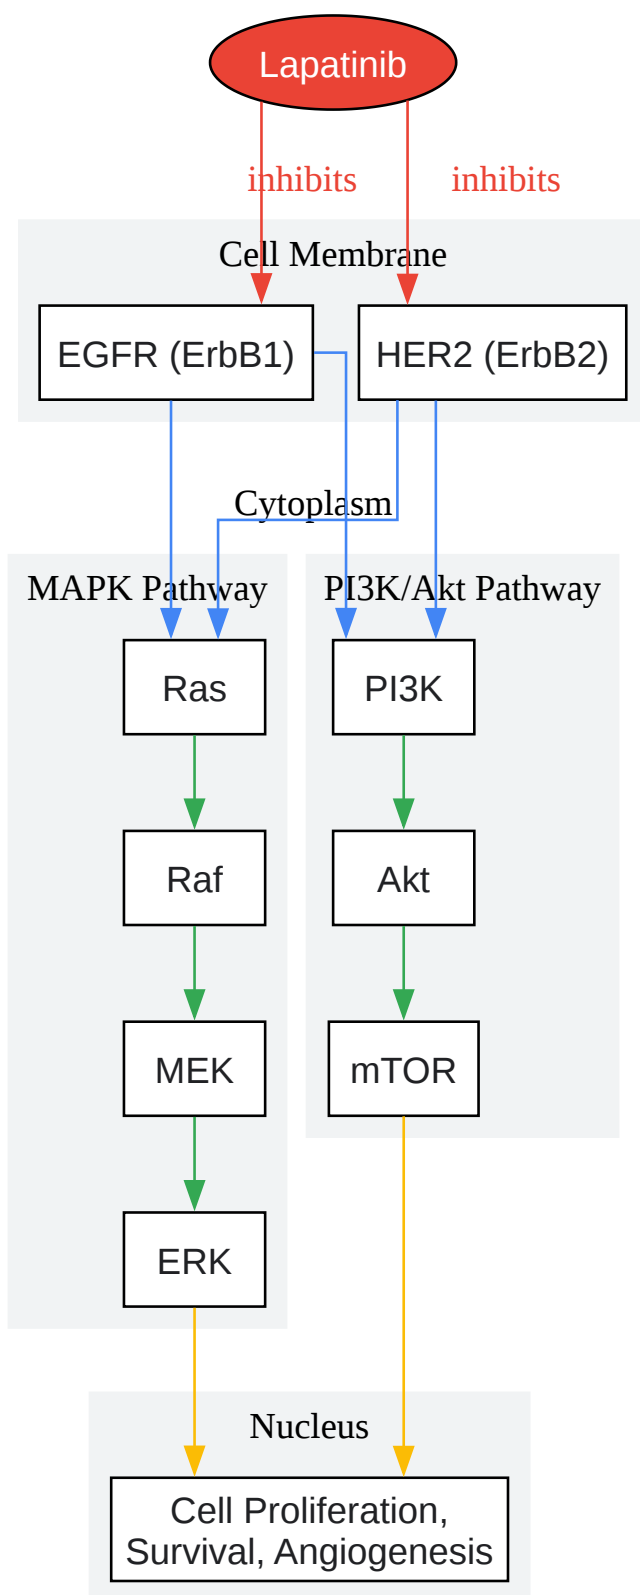 Lapatinib
inhibits
inhibits
Cell Membrane
EGFR (ErbB1)
HER2 (ErbB2)
Cytoplasm
MAPK Pathway
PI3K/Akt Pathway
Ras
PI3K
Raf
Akt
MEK
mTOR
ERK
Nucleus
Cell Proliferation,
Survival, Angiogenesis